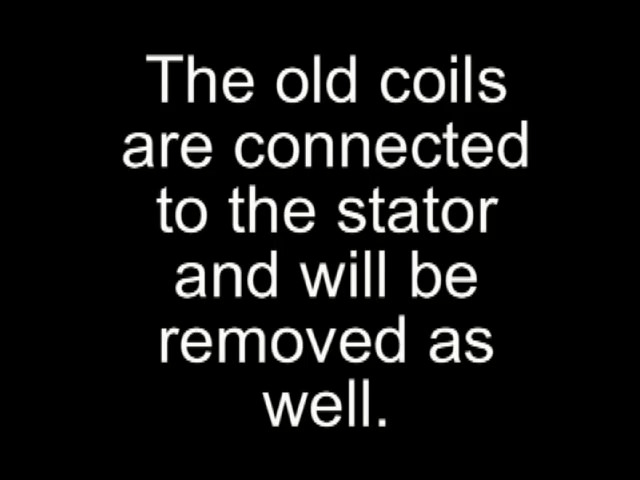 The old coils
are connected
to the stator
and will be
removed as
well.